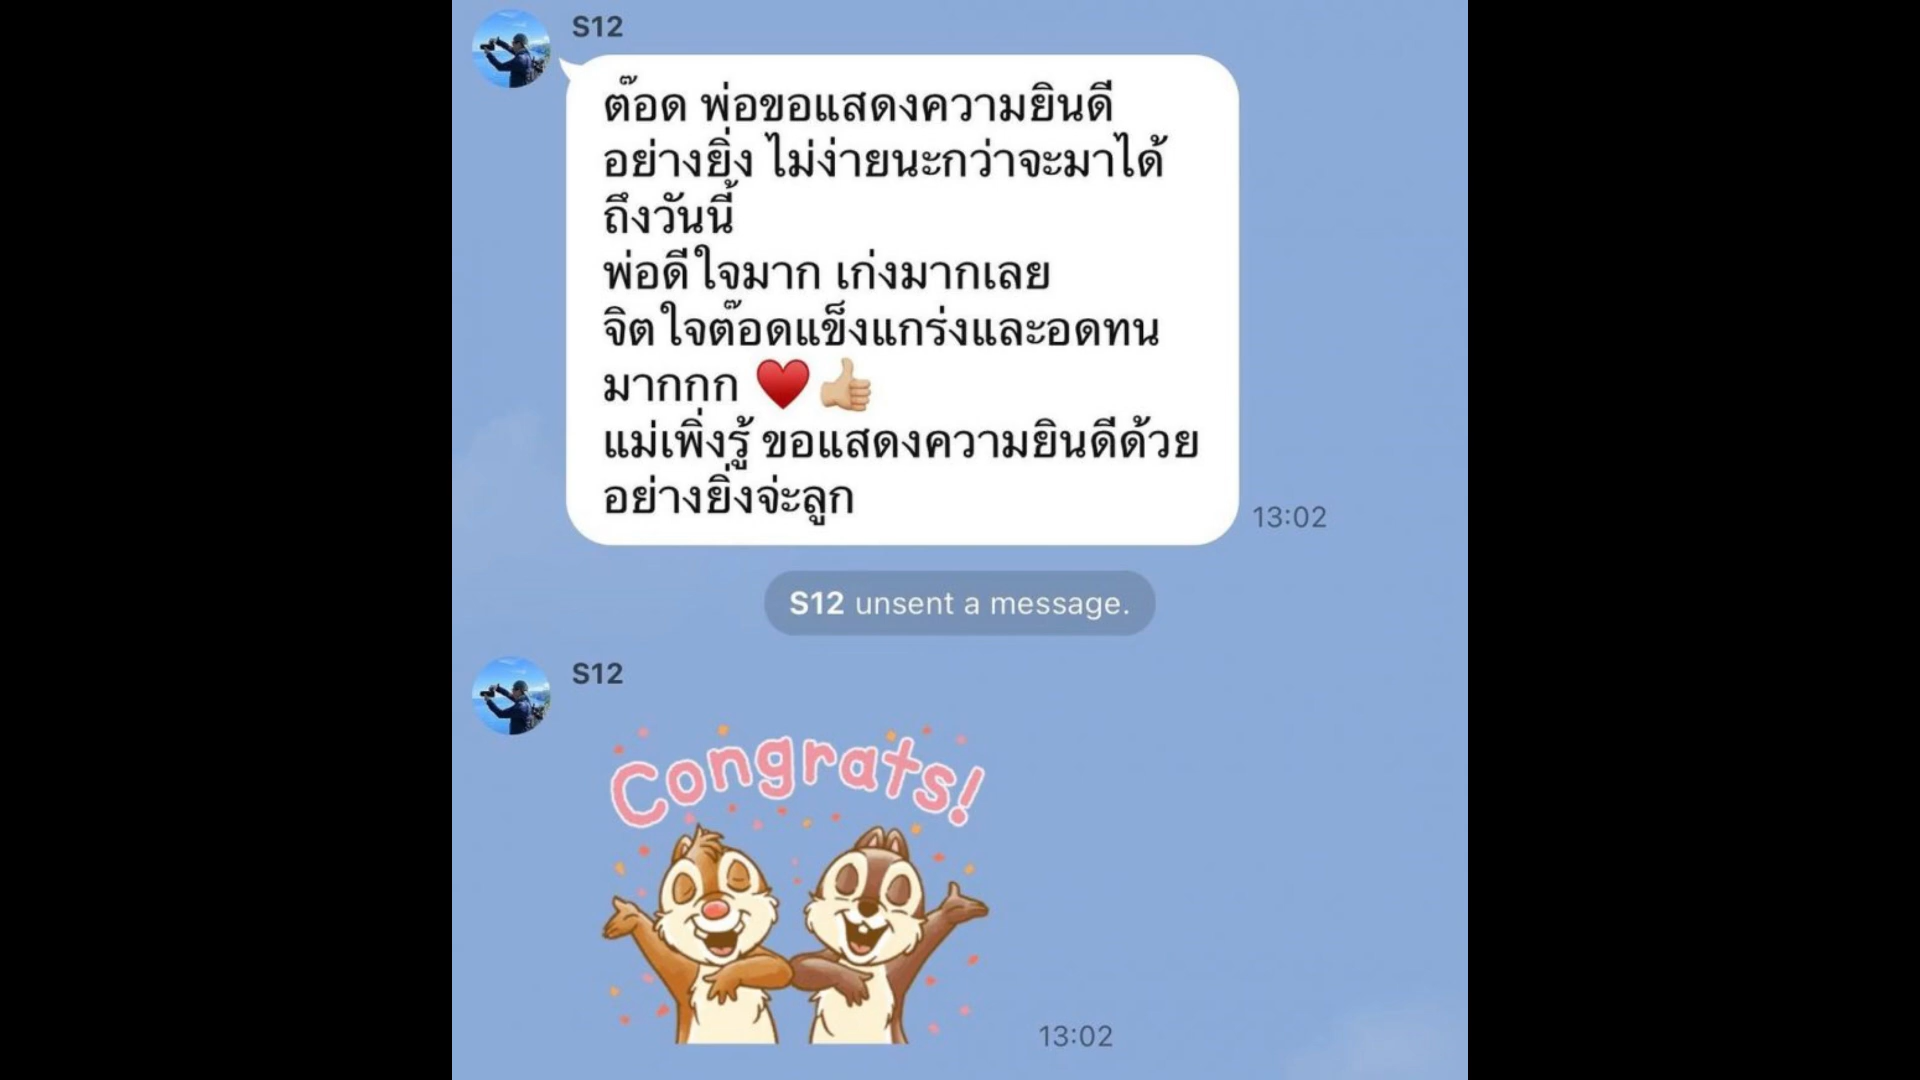 S12
ต๊อด พ่อขอแสดงความยินดี
อย่างยิ่ง ไม่ง่ายนะกว่าจะมาได้
ถึงวันนี้
พ่อดีใจมาก เก่งมากเลย
จิตใจต๊อดแข็งแกร่งและอดทน
มากกก ♥️👍🏼
แม่เพิ่งรู้ ขอแสดงความยินดีด้วย
อย่างยิ่งจ่ะลูก
13:02
S12 unsent a message.
S12
Congrats!
13:02